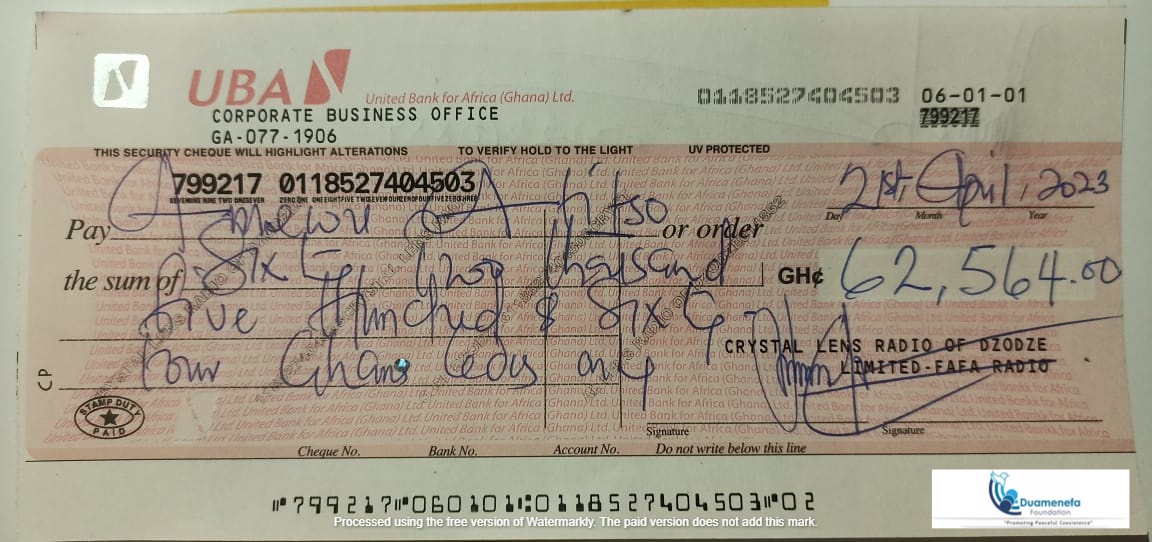 UBA United Bank for Africa (Ghana) Ltd.
CORPORATE BUSINESS OFFICE
GA-077-1906
0118527404503 06-01-01
799217
THIS SECURITY CHEQUE WILL HIGHLIGHT ALTERATIONS TO VERIFY HOLD TO THE LIGHT UV PROTECTED
799217 0118527404503
21st, April, 2023
Day Month Year
Pay or order
the sum of Sixty two thousand GH¢ 62,564.00
Five Hundred & Sixty
Four Ghana Cedis only
CRYSTAL LENS RADIO OF DZODZE
LIMITED-FAFA RADIO
CP
STAMP DUTY
PAID
Signature Signature
Cheque No. Bank No. Account No. Do not write below this line
⑈799217⑈060101⑆0118527404503⑈02
Processed using the free version of Watermarkly. The paid version does not add this mark.
Duamenefa
Foundation
"Promoting Peaceful Coexistence"